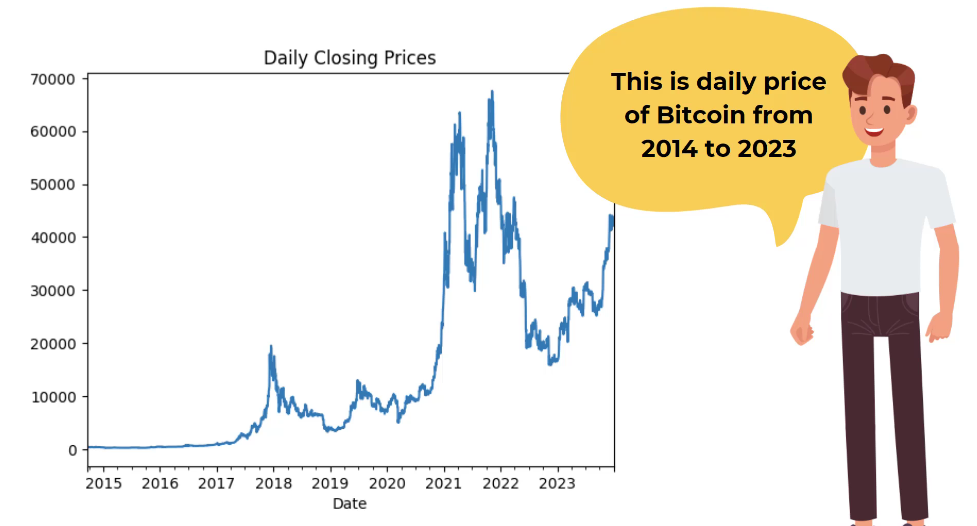 Daily Closing Prices
This is daily price
of Bitcoin from
2014 to 2023
70000
60000
50000
40000
30000
20000
10000
0
2015 2016 2017 2018 2019 2020 2021 2022 2023
Date